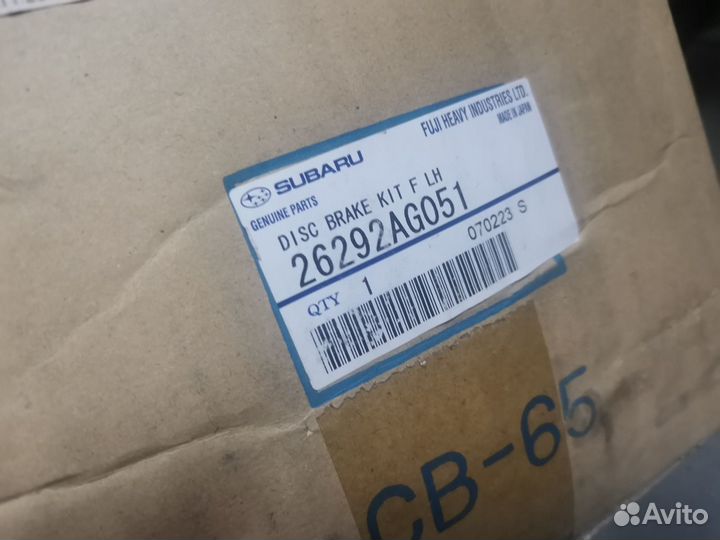 SUBARU
FUJI HEAVY INDUSTRIES LTD.
GENUINE PARTS
MADE IN JAPAN
DISC BRAKE KIT F LH
26292AG051
070223 S
QTY 1
CB-65
Avito